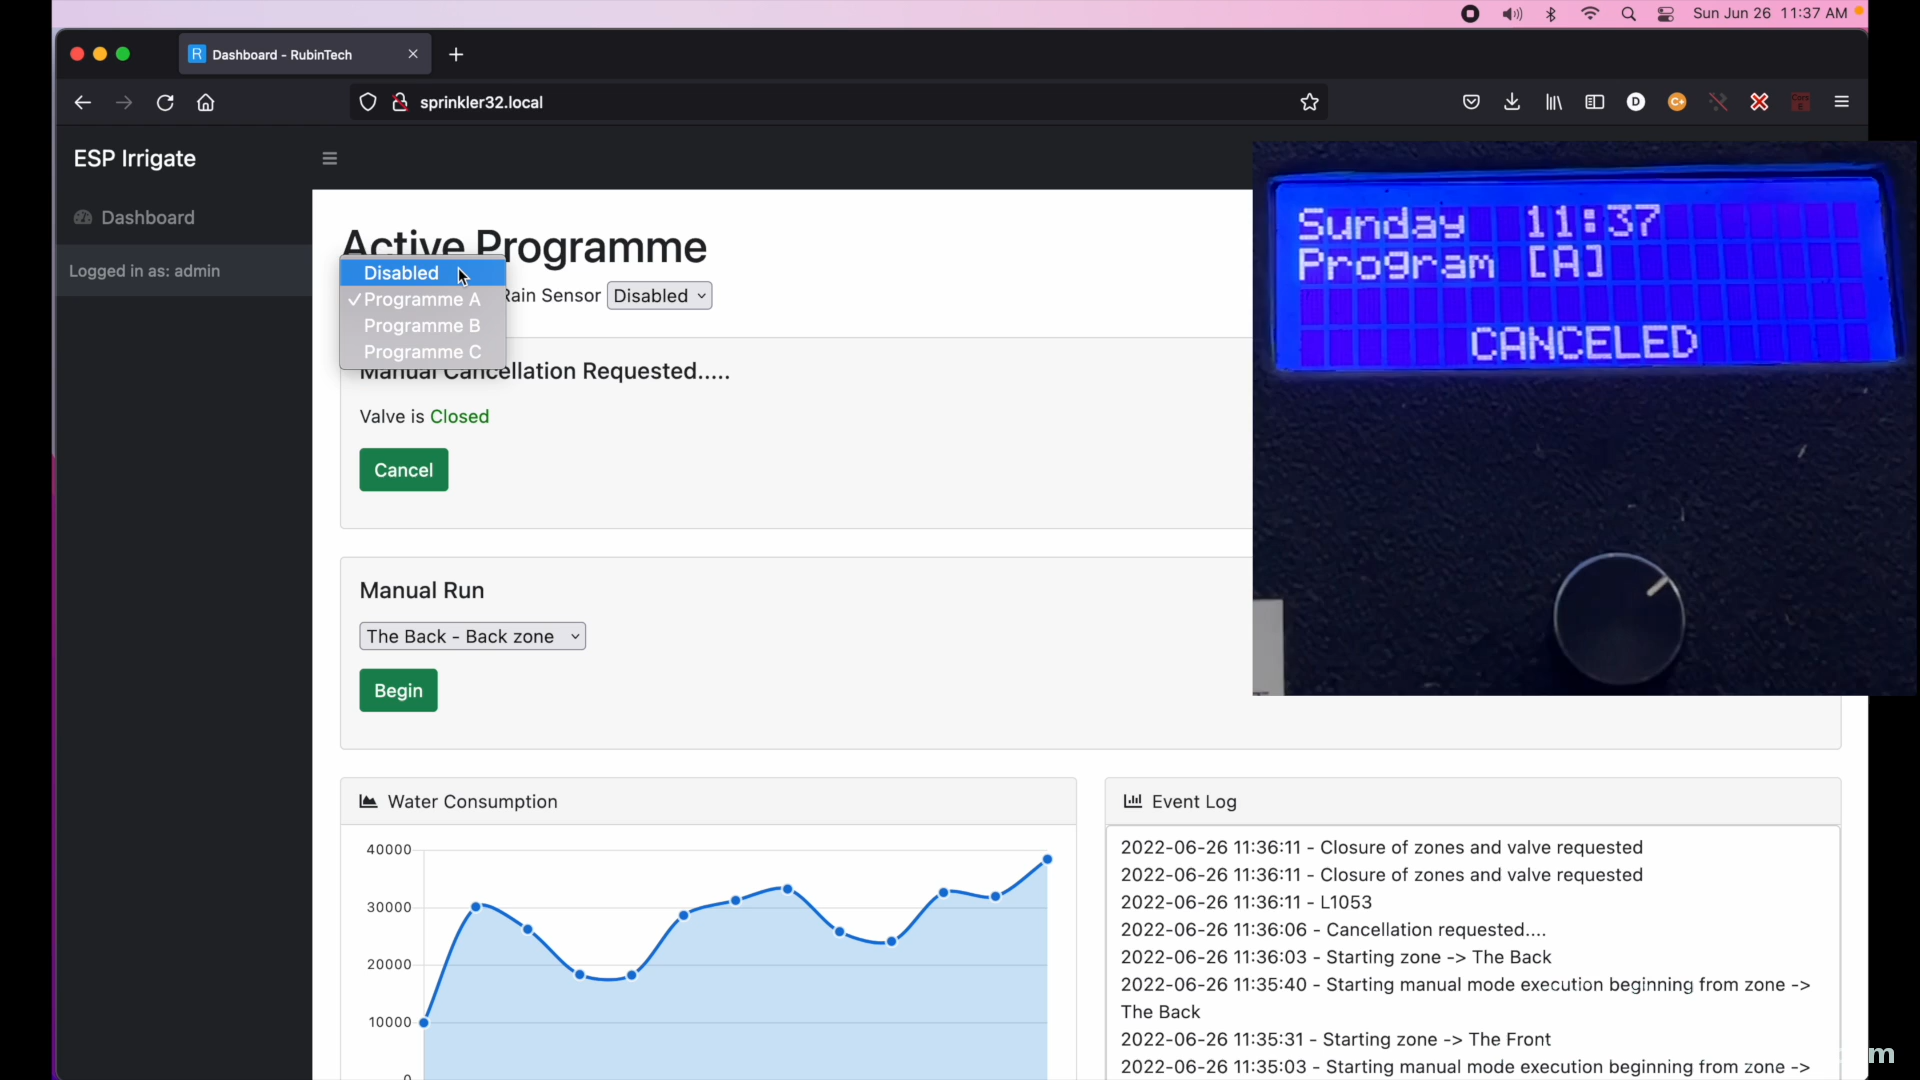 Sun Jun 26 11:37 AM
Dashboard - RubinTech
sprinkler32.local
ESP Irrigate
Dashboard
Logged in as: admin
Active Programme
Disabled
Programme A
Programme B
Programme C
Rain Sensor Disabled
Manual Cancellation Requested.....
Valve is Closed
Cancel
Manual Run
The Back - Back zone
Begin
Sunday 11:37
Program [A]
CANCELED
Water Consumption
40000
30000
20000
10000
0
Event Log
2022-06-26 11:36:11 - Closure of zones and valve requested
2022-06-26 11:36:11 - Closure of zones and valve requested
2022-06-26 11:36:11 - L1053
2022-06-26 11:36:06 - Cancellation requested....
2022-06-26 11:36:03 - Starting zone -> The Back
2022-06-26 11:35:40 - Starting manual mode execution beginning from zone ->
The Back
2022-06-26 11:35:31 - Starting zone -> The Front
2022-06-26 11:35:03 - Starting manual mode execution beginning from zone ->